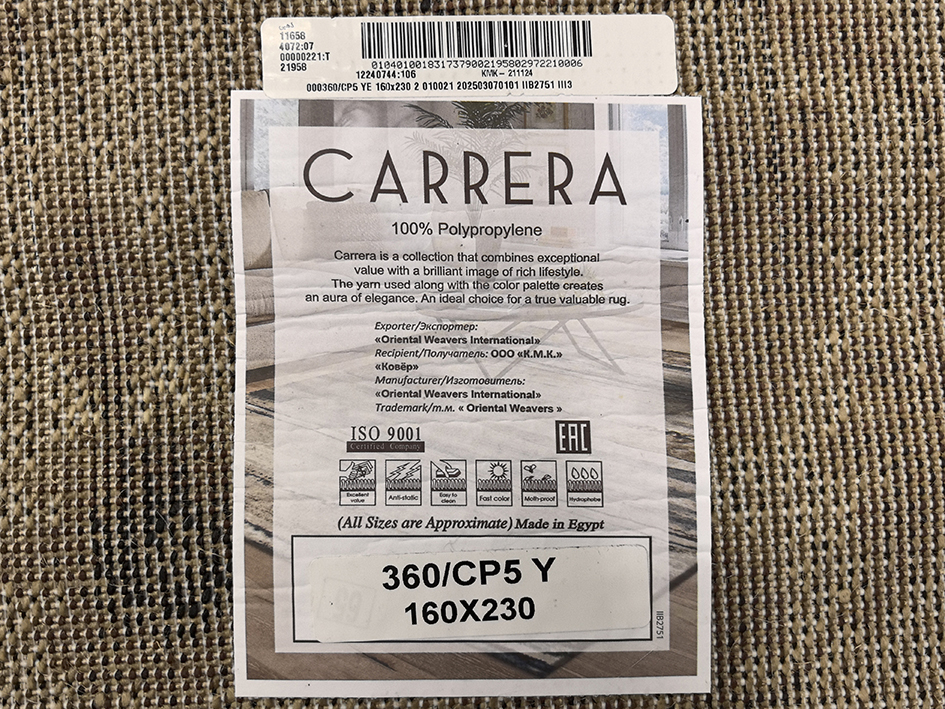 11658
4072:07
00000221:T
21958
0104010018317379002195802972210006
12240744:106
KMK - 211124
000360/CP5 YE 160x230 2 010021 202503070101 IIB2751 III3
CARRERA
100% Polypropylene
Carrera is a collection that combines exceptional
value with a brilliant image of rich lifestyle.
The yarn used along with the color palette creates
an aura of elegance. An ideal choice for a true valuable rug.
Exporter/Экспортер:
«Oriental Weavers International»
Recipient/Получатель: ООО «К.М.К.»
«Ковёр»
Manufacturer/Изготовитель:
«Oriental Weavers International»
Trademark/т.м. « Oriental Weavers »
ISO 9001
Certified Company
EAC
Excellent value
Anti-static
Easy to clean
Fast color
Moth-proof
Hydrophobe
(All Sizes are Approximate) Made in Egypt
360/CP5 Y
160X230
IIB2751